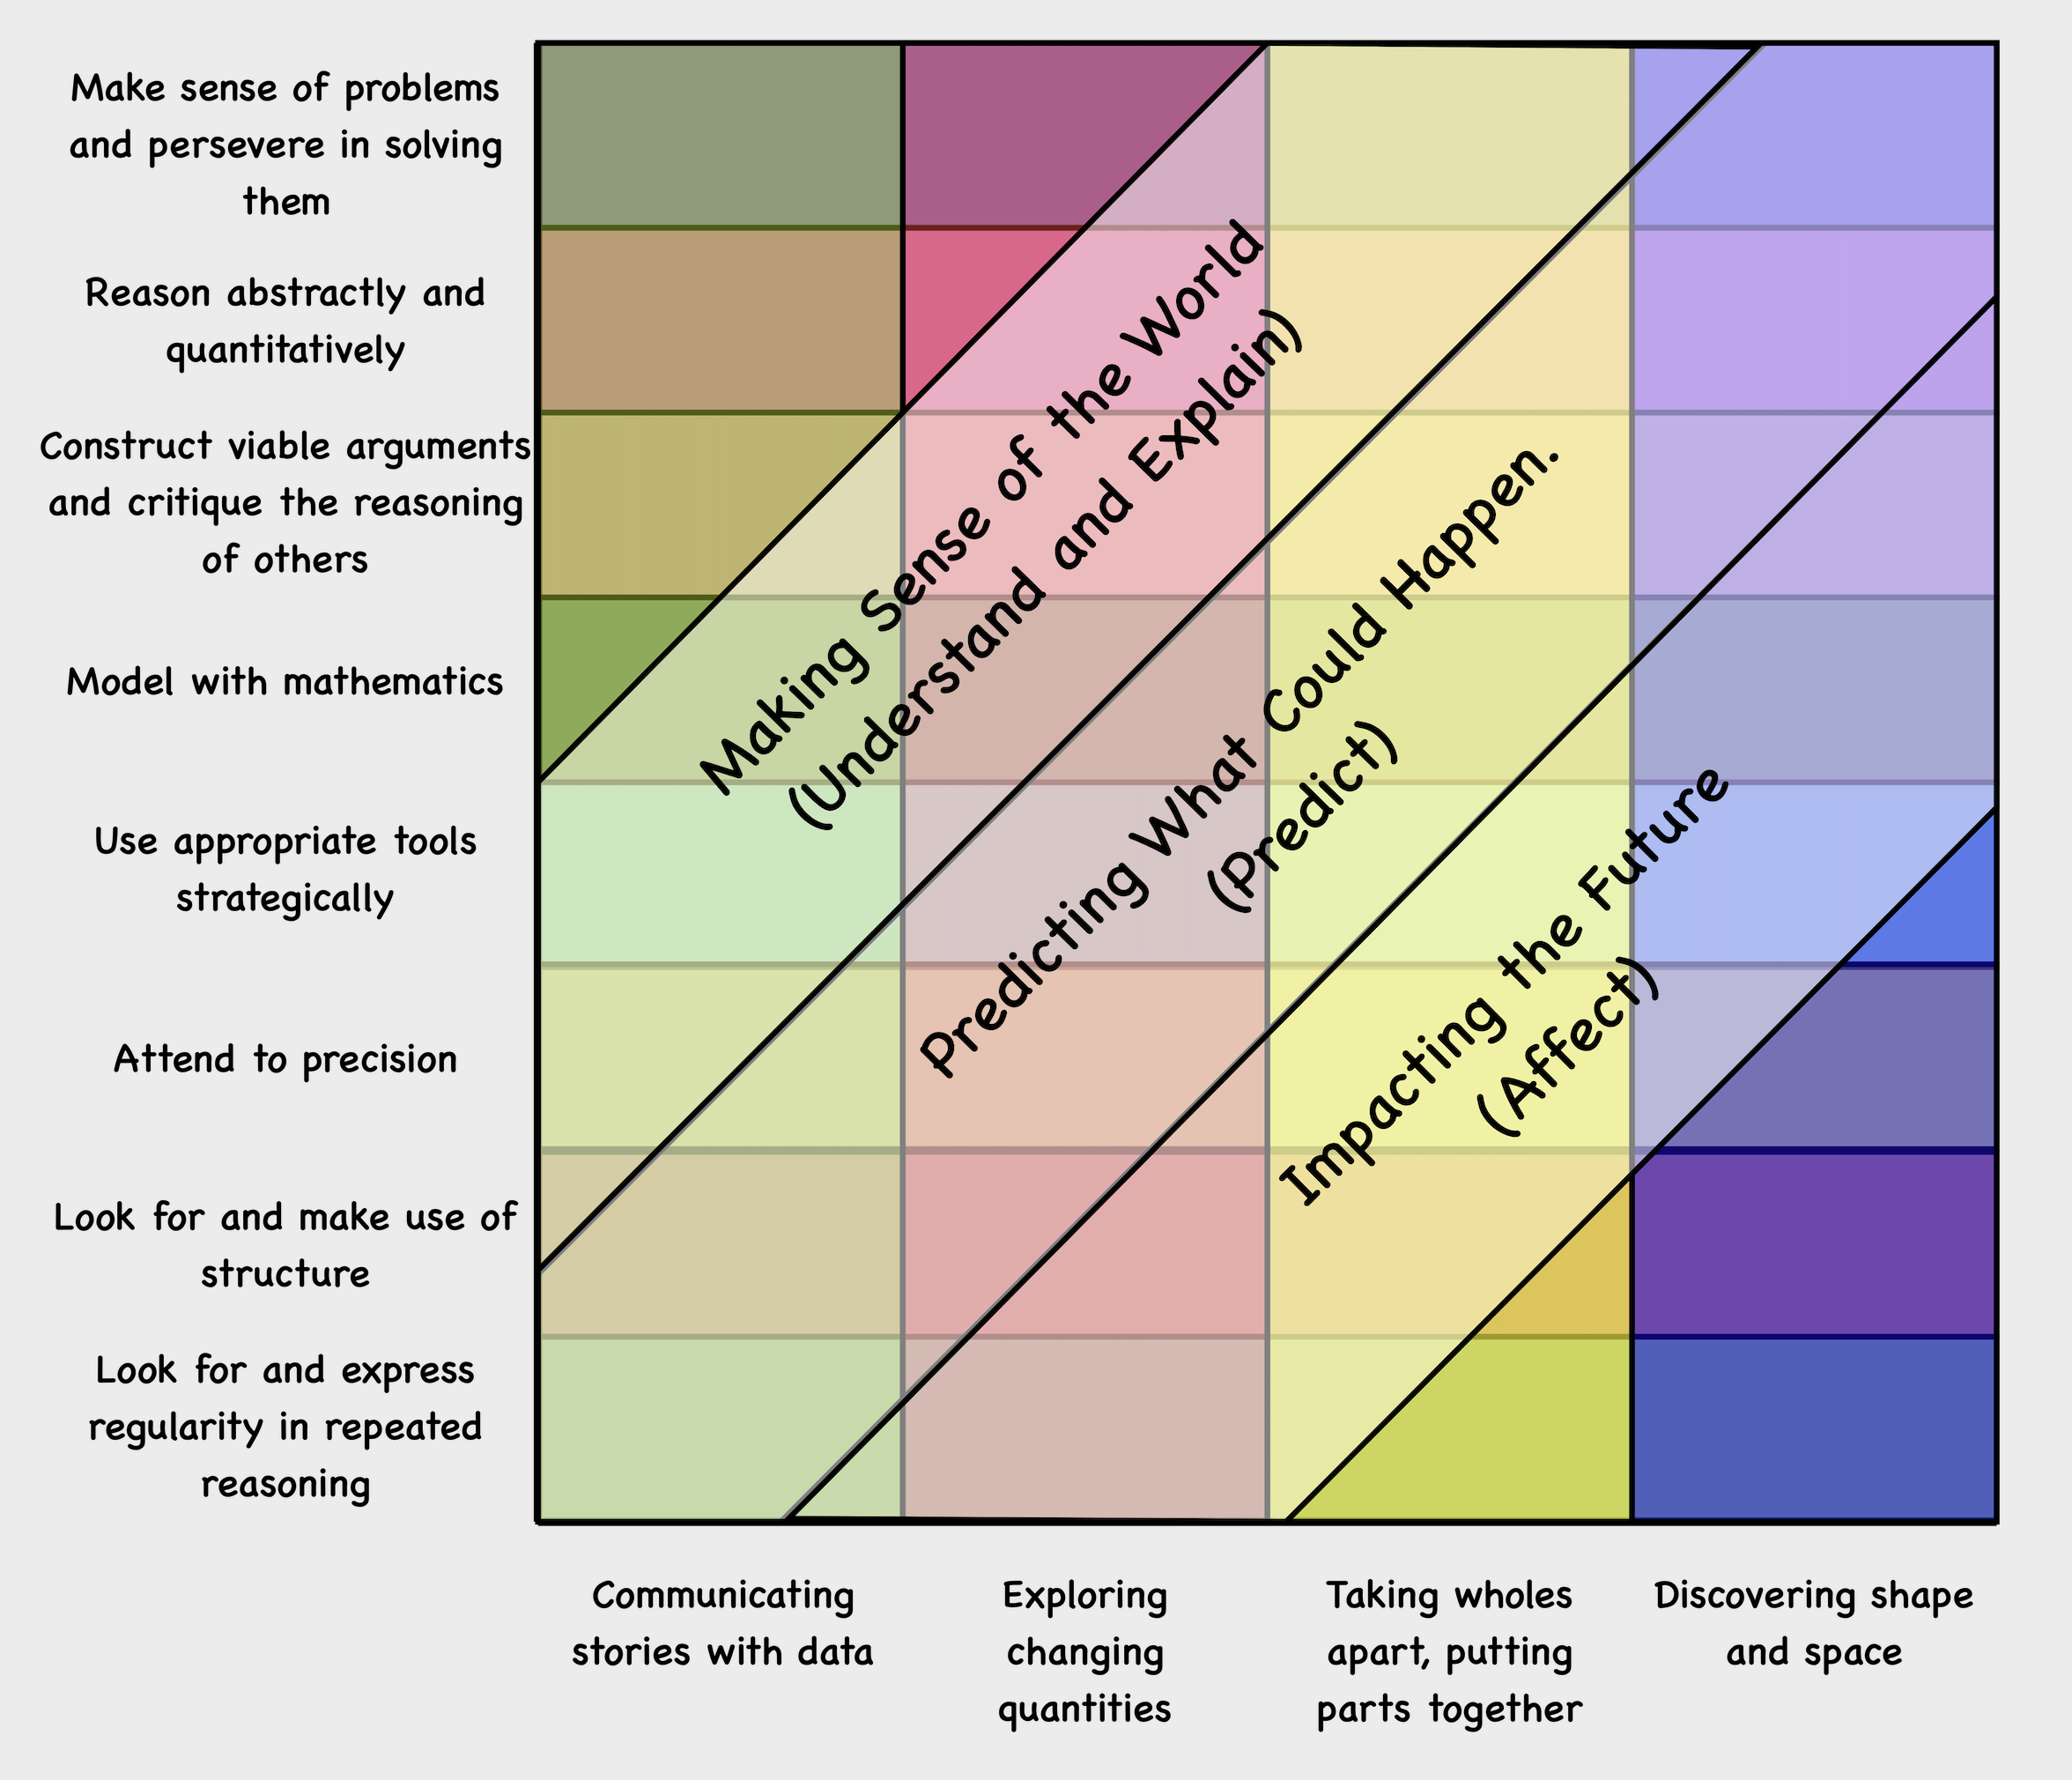 Make sense of problems
and persevere in solving
them
Reason abstractly and
quantitatively
Construct viable arguments
and critique the reasoning
of others
Model with mathematics
Use appropriate tools
strategically
Attend to precision
Look for and make use of
structure
Look for and express
regularity in repeated
reasoning
Making Sense of the World
(Understand and Explain)
Predicting What Could Happen.
(Predict)
Impacting the Future
(Affect)
Communicating
stories with data
Exploring
changing
quantities
Taking wholes
apart, putting
parts together
Discovering shape
and space